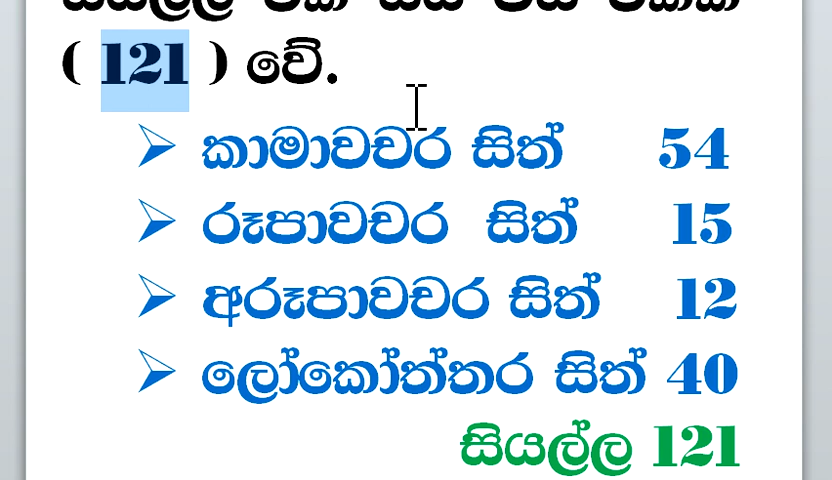 ( 121 ) වේ.
කාමාවචර සිත් 54
රූපාවචර සිත් 15
අරූපාවචර සිත් 12
ලෝකෝත්තර සිත් 40
සියල්ල 121